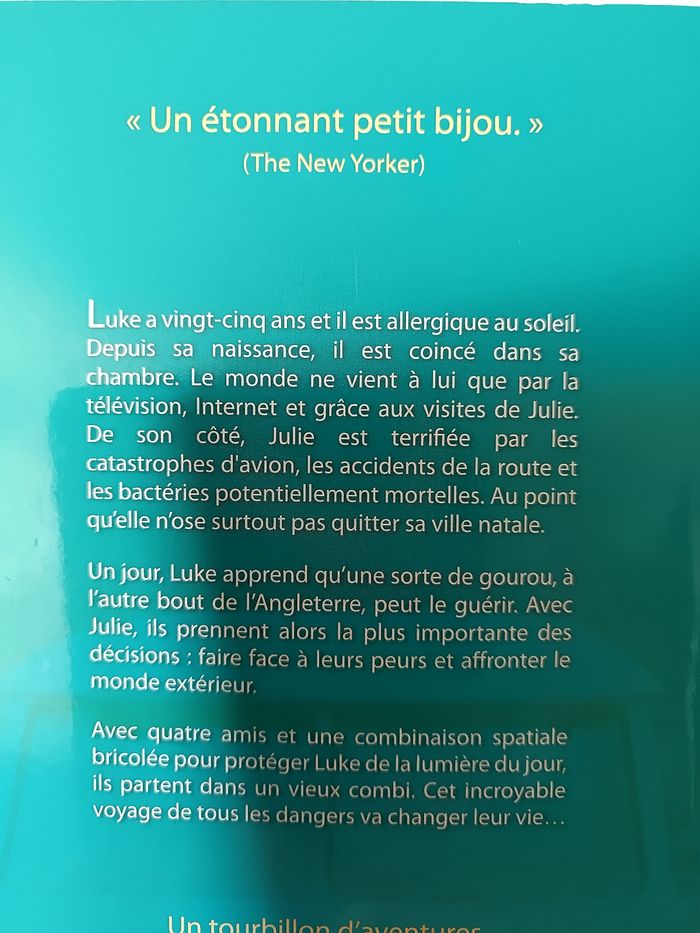 « Un étonnant petit bijou. »
(The New Yorker)
Luke a vingt-cinq ans et il est allergique au soleil.
Depuis sa naissance, il est coincé dans sa
chambre. Le monde ne vient à lui que par la
télévision, Internet et grâce aux visites de Julie.
De son côté, Julie est terrifiée par les
catastrophes d'avion, les accidents de la route et
les bactéries potentiellement mortelles. Au point
qu'elle n'ose surtout pas quitter sa ville natale.
Un jour, Luke apprend qu'une sorte de gourou, à
l'autre bout de l'Angleterre, peut le guérir. Avec
Julie, ils prennent alors la plus importante des
décisions : faire face à leurs peurs et affronter le
monde extérieur.
Avec quatre amis et une combinaison spatiale
bricolée pour protéger Luke de la lumière du jour,
ils partent dans un vieux combi. Cet incroyable
voyage de tous les dangers va changer leur vie…
Un tourbillon d'aventures